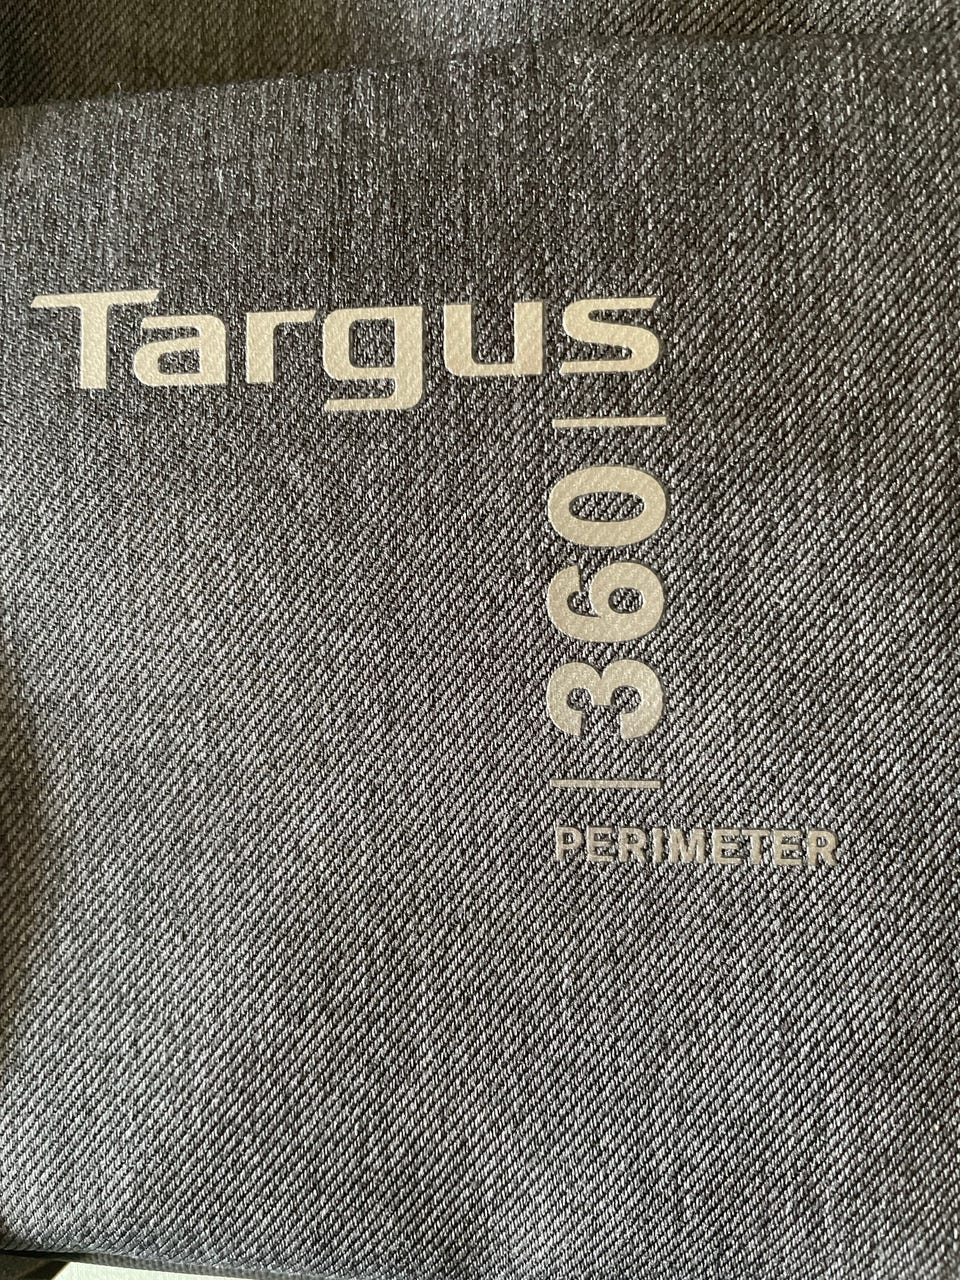 Targus
|360|
PERIMETER